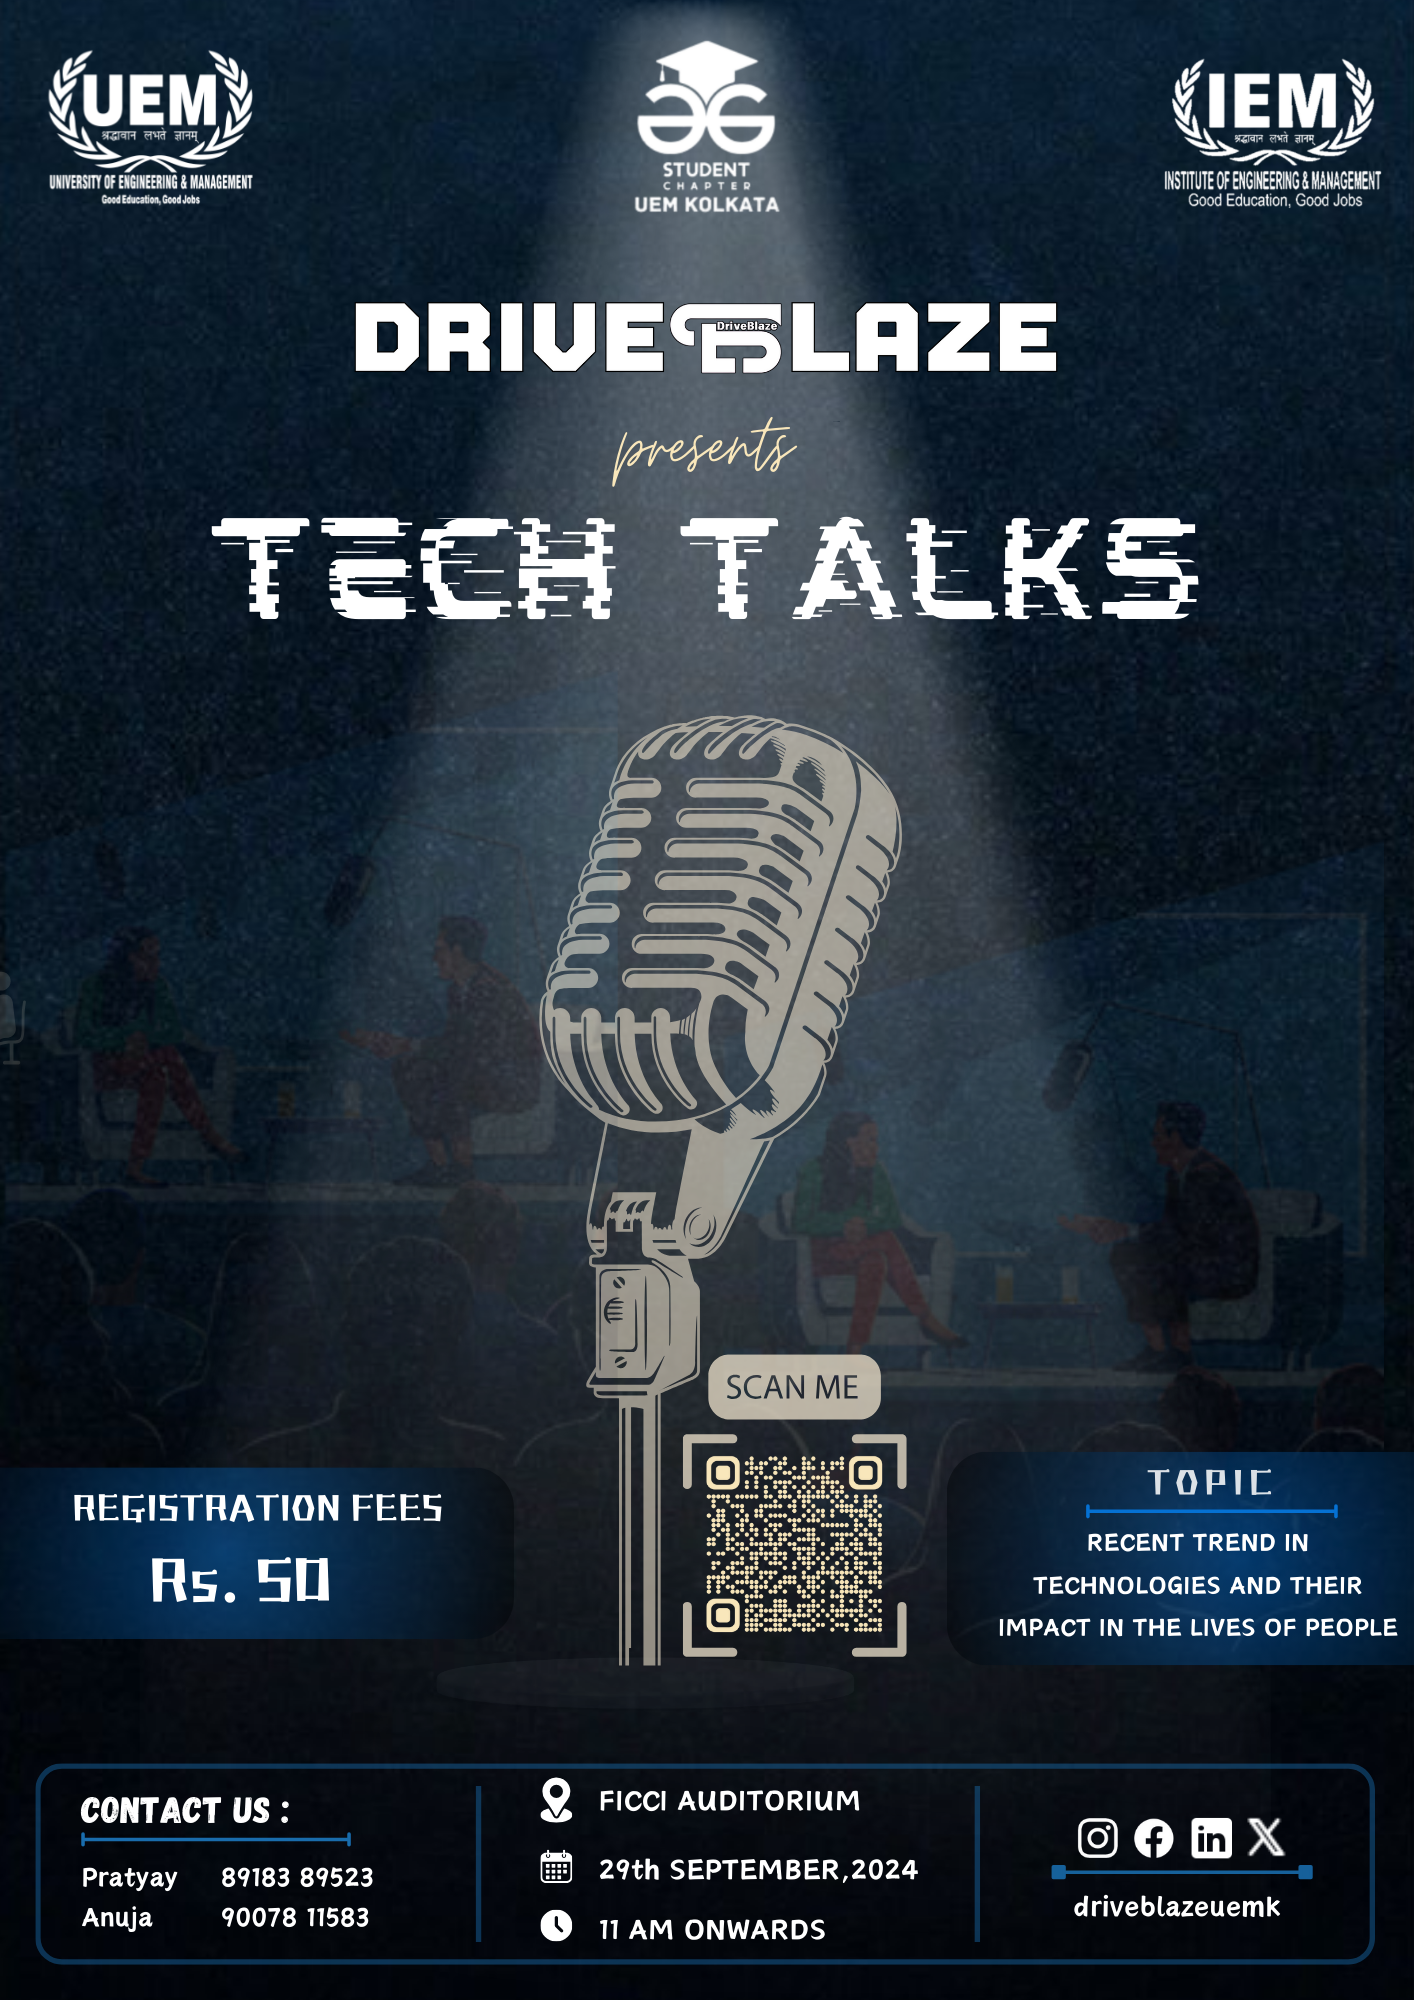 UEM
श्रद्धावान लभते ज्ञानम्
UNIVERSITY OF ENGINEERING & MANAGEMENT
Good Education, Good Jobs
STUDENT
CHAPTER
UEM KOLKATA
IEM
श्रद्धावान लभते ज्ञानम्
INSTITUTE OF ENGINEERING & MANAGEMENT
Good Education, Good Jobs
DRIVEBLAZE
DriveBlaze
presents
TECH TALKS
SCAN ME
REGISTRATION FEES
Rs. 50
TOPIC
RECENT TREND IN
TECHNOLOGIES AND THEIR
IMPACT IN THE LIVES OF PEOPLE
CONTACT US :
Pratyay 89183 89523
Anuja 90078 11583
FICCI AUDITORIUM
29th SEPTEMBER,2024
11 AM ONWARDS
driveblazeuemk